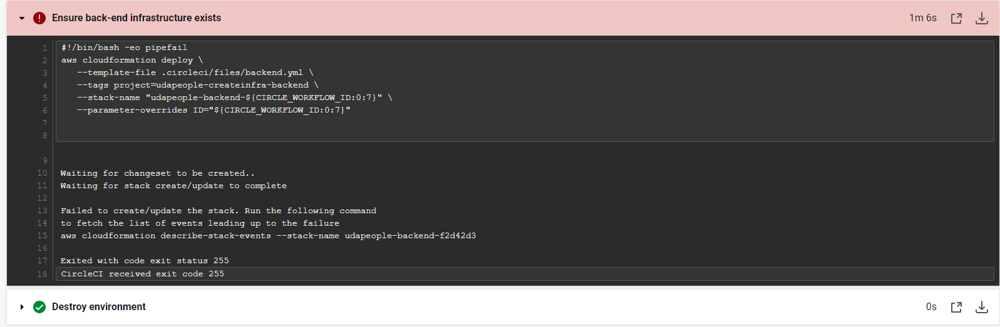 Ensure back-end infrastructure exists 1m 6s
1 #!/bin/bash -eo pipefail
2 aws cloudformation deploy \
3 --template-file .circleci/files/backend.yml \
4 --tags project=udapeople-createinfra-backend \
5 --stack-name "udapeople-backend-${CIRCLE_WORKFLOW_ID:0:7}" \
6 --parameter-overrides ID="${CIRCLE_WORKFLOW_ID:0:7}"
7
8
9
10 Waiting for changeset to be created..
11 Waiting for stack create/update to complete
12
13 Failed to create/update the stack. Run the following command
14 to fetch the list of events leading up to the failure
15 aws cloudformation describe-stack-events --stack-name udapeople-backend-f2d42d3
16
17 Exited with code exit status 255
18 CircleCI received exit code 255
Destroy environment 0s